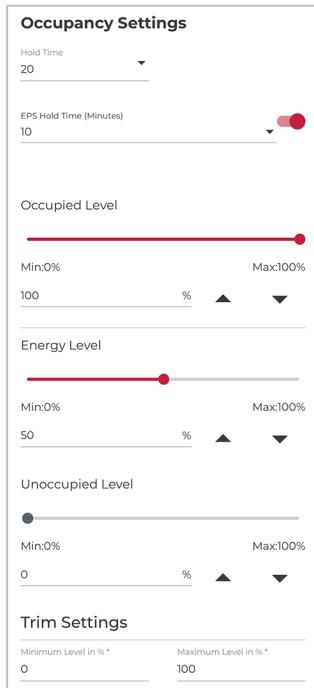 Occupancy Settings
Hold Time
20
EPS Hold Time (Minutes)
10
Occupied Level
Min:0% Max:100%
100 %
Energy Level
Min:0% Max:100%
50 %
Unoccupied Level
Min:0% Max:100%
0 %
Trim Settings
Minimum Level in % * Maximum Level in % *
0 100